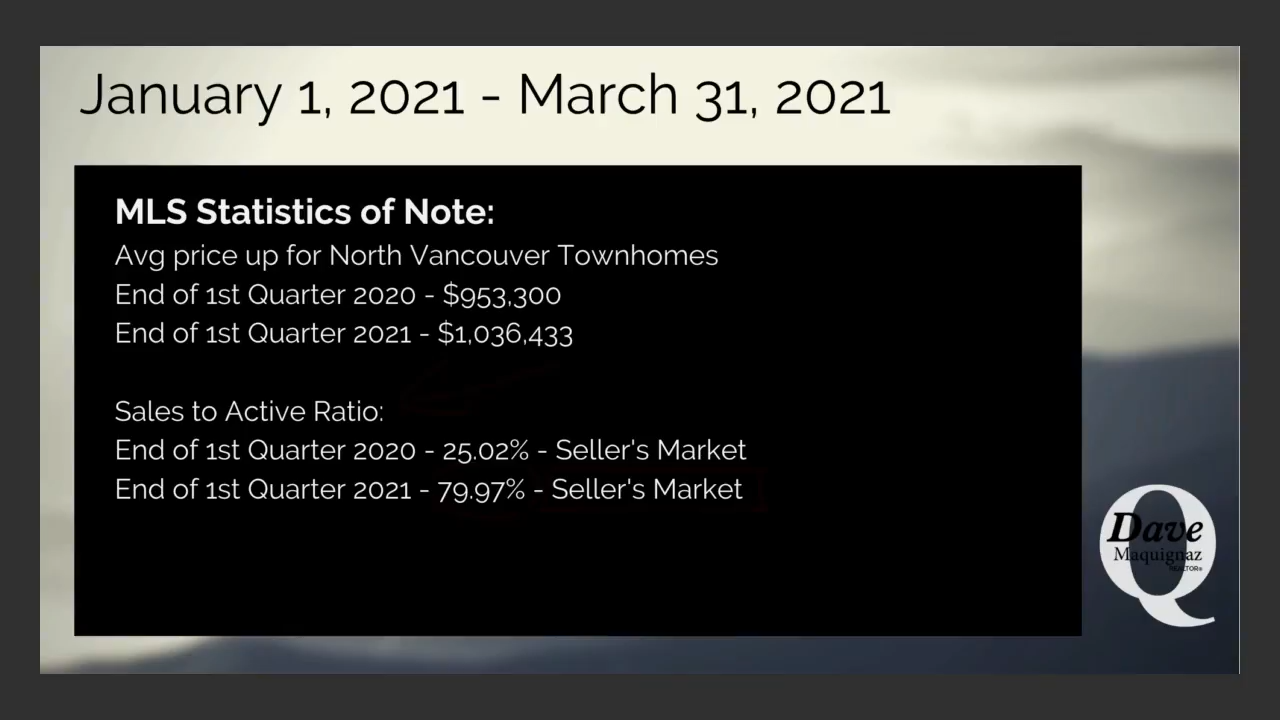 January 1, 2021 - March 31, 2021
MLS Statistics of Note:
Avg price up for North Vancouver Townhomes
End of 1st Quarter 2020 - $953,300
End of 1st Quarter 2021 - $1,036,433
Sales to Active Ratio:
End of 1st Quarter 2020 - 25.02% - Seller's Market
End of 1st Quarter 2021 - 79.97% - Seller's Market
Dave
Maquignaz
REALTOR®